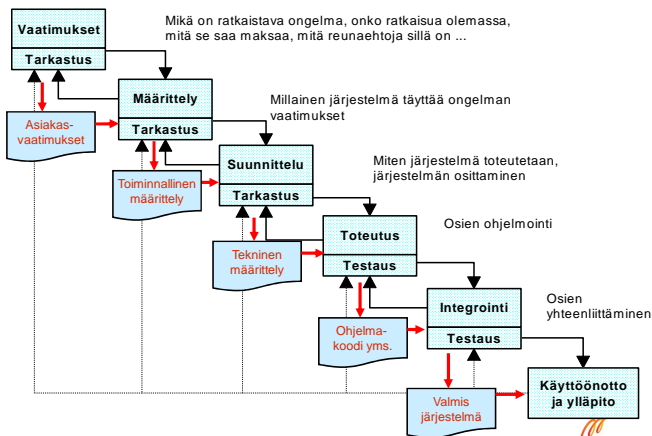 Vaatimukset
Tarkastus
Mikä on ratkaistava ongelma, onko ratkaisua olemassa,
mitä se saa maksaa, mitä reunaehtoja sillä on ...
Asiakas-
vaatimukset
Määrittely
Tarkastus
Millainen järjestelmä täyttää ongelman
vaatimukset
Toiminnallinen
määrittely
Suunnittelu
Tarkastus
Miten järjestelmä toteutetaan,
järjestelmän osittaminen
Tekninen
määrittely
Toteutus
Testaus
Osien ohjelmointi
Ohjelma-
koodi yms.
Integrointi
Testaus
Osien
yhteenliittäminen
Valmis
järjestelmä
Käyttöönotto
ja ylläpito